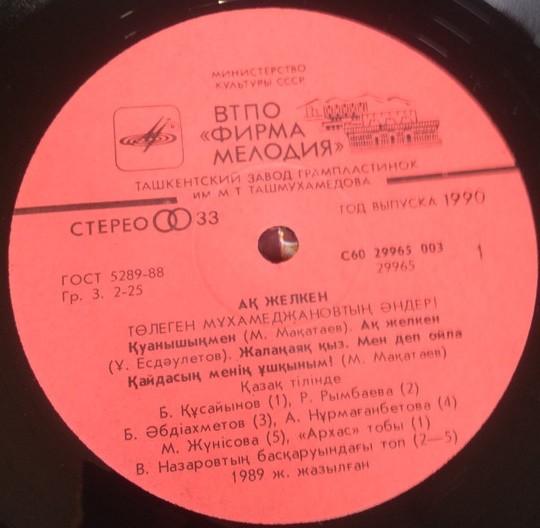 МИНИСТЕРСТВО
КУЛЬТУРЫ СССР
ВТПО
«ФИРМА
МЕЛОДИЯ»
ТАШКЕНТСКИЙ ЗАВОД ГРАМПЛАСТИНОК
ИМ М Т ТАШМУХАМЕДОВА
СТЕРЕО 33
ГОД ВЫПУСКА 1990
ГОСТ 5289-88
Гр. 3. 2-25
С60 29965 003
29965
1
АҚ ЖЕЛКЕН
ТӨЛЕГЕН МҰХАМЕДЖАНОВТЫҢ ӘНДЕРІ
Қуанышыңмен (М. Мақатаев). Ақ желкен
(Ұ. Есдәулетов). Жалаңаяқ қыз. Мен деп ойла
Қайдасың менің ұшқыным! (М. Мақатаев)
Қазақ тілінде
Б. Құсайынов (1), Р. Рымбаева (2)
Б. Әбдіахметов (3), А. Нұрмағанбетова (4)
М. Жүнісова (5), «Архас» тобы (1)
В. Назаровтың басқаруындағы топ (2—5)
1989 ж. жазылған